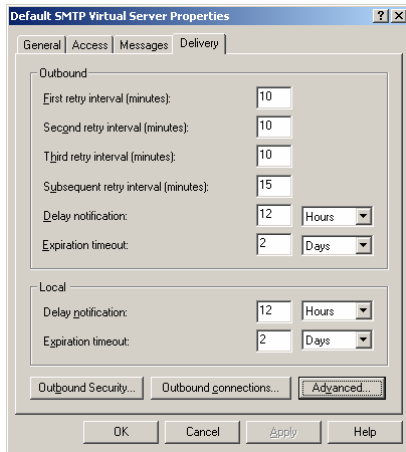 Default SMTP Virtual Server Properties
General Access Messages Delivery
Outbound
First retry interval (minutes): 10
Second retry interval (minutes): 10
Third retry interval (minutes): 10
Subsequent retry interval (minutes): 15
Delay notification: 12 Hours
Expiration timeout: 2 Days
Local
Delay notification: 12 Hours
Expiration timeout: 2 Days
Outbound Security... Outbound connections... Advanced...
OK Cancel Apply Help